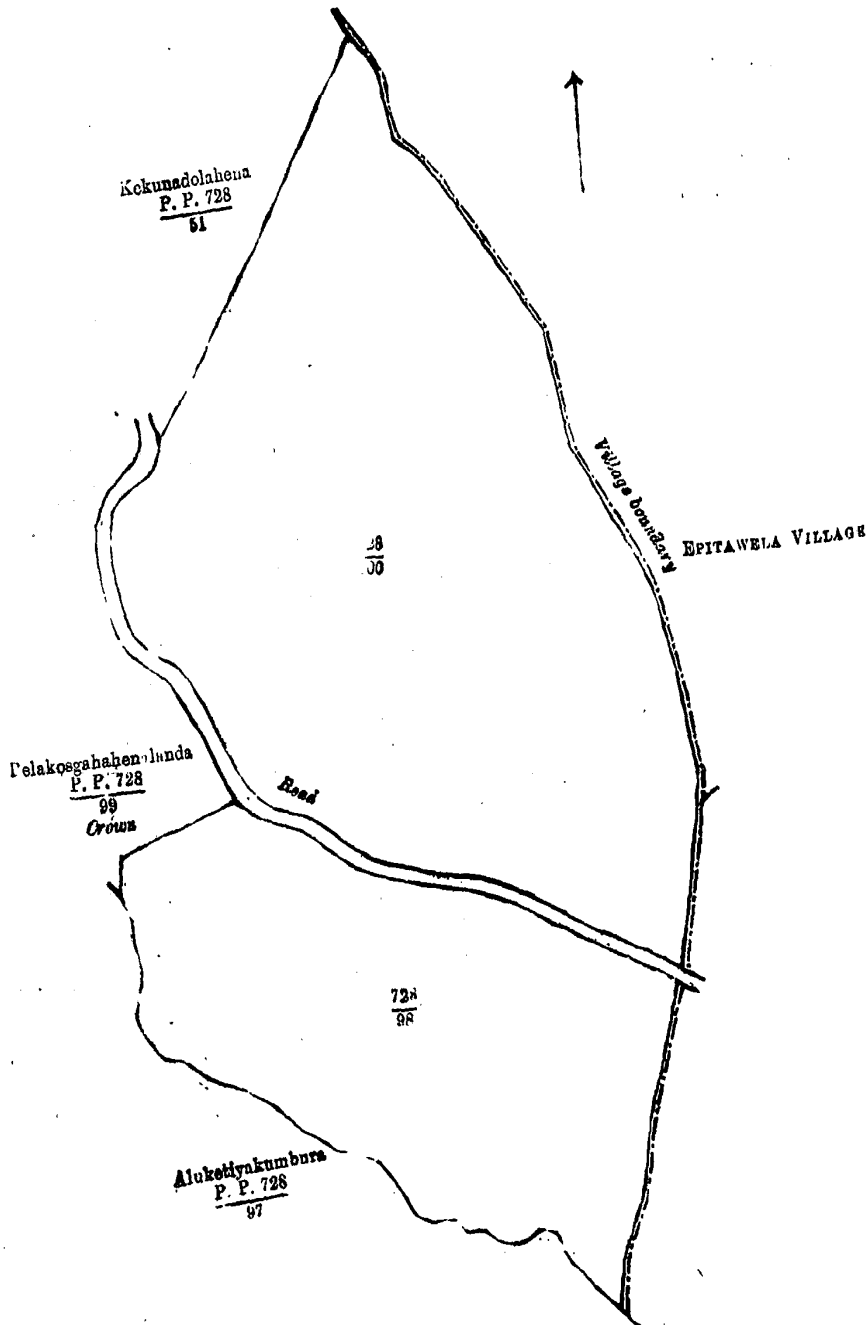 Kekunadolahena
P. P. 728
51
Village boundary
EPITAWELA VILLAGE
P. P. 728
99
Crown
Road
728
98
Aluketiyakumbura
P. P. 728
97